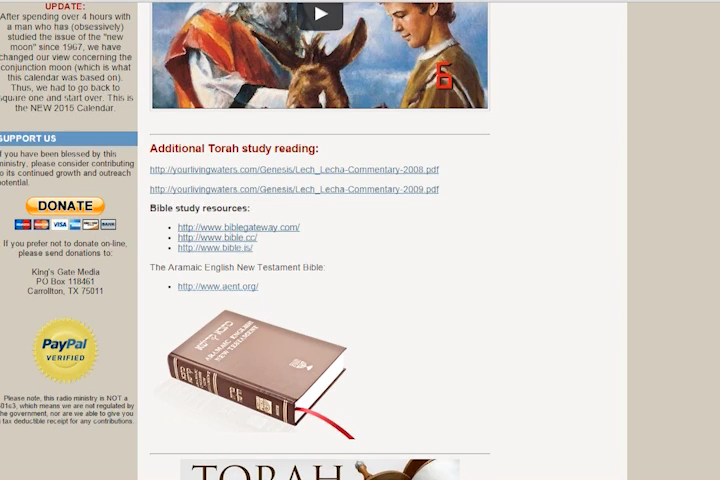 UPDATE:
After spending over 4 hours with
a man who has (obsessively)
studied the issue of the "new
moon" since 1967, we have
changed our view concerning the
conjunction moon (which is what
this calendar was based on).
Thus, we had to go back to
square one and start over. This is
the NEW 2015 Calendar.
SUPPORT US
If you have been blessed by this
ministry, please consider contributing
to its continued growth and outreach
potential.
DONATE
VISA
BANK
If you prefer not to donate on-line,
please send donations to:
King's Gate Media
PO Box 118461
Carrollton, TX 75011
PayPal
VERIFIED
Please note, this radio ministry is NOT a
501c3, which means we are not regulated by
the government, nor are we able to give you
a tax deductible receipt for any contributions.
6
Additional Torah study reading:
http://yourlivingwaters.com/Genesis/Lech_Lecha-Commentary-2008.pdf
http://yourlivingwaters.com/Genesis/Lech_Lecha-Commentary-2009.pdf
Bible study resources:
http://www.biblegateway.com/
http://www.bible.cc/
http://www.bible.is/
The Aramaic English New Testament Bible:
http://www.aent.org/
ARAMAIC ENGLISH
NEW TESTAMENT
TORAH